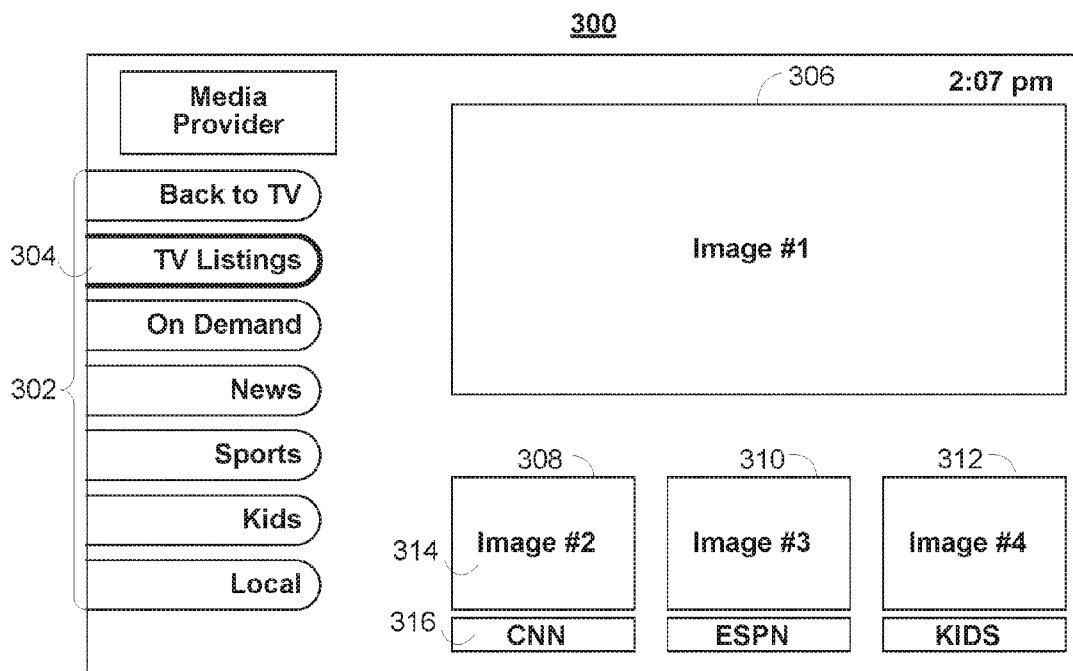 300
306
2:07 pm
Media
Provider
Back to TV
304
TV Listings
Image #1
On Demand
302
News
Sports
308
310
312
Kids
314
Image #2
Image #3
Image #4
Local
316
CNN
ESPN
KIDS